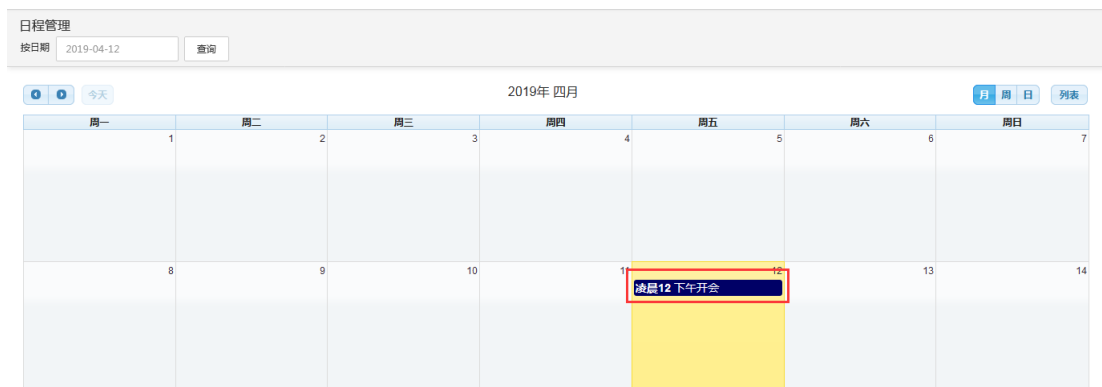 日程管理
按日期 2019-04-12 查询
今天 2019年 四月 月 周 日 列表
周一 周二 周三 周四 周五 周六 周日
1 2 3 4 5 6 7
8 9 10 11 12 13 14
凌晨12 下午开会